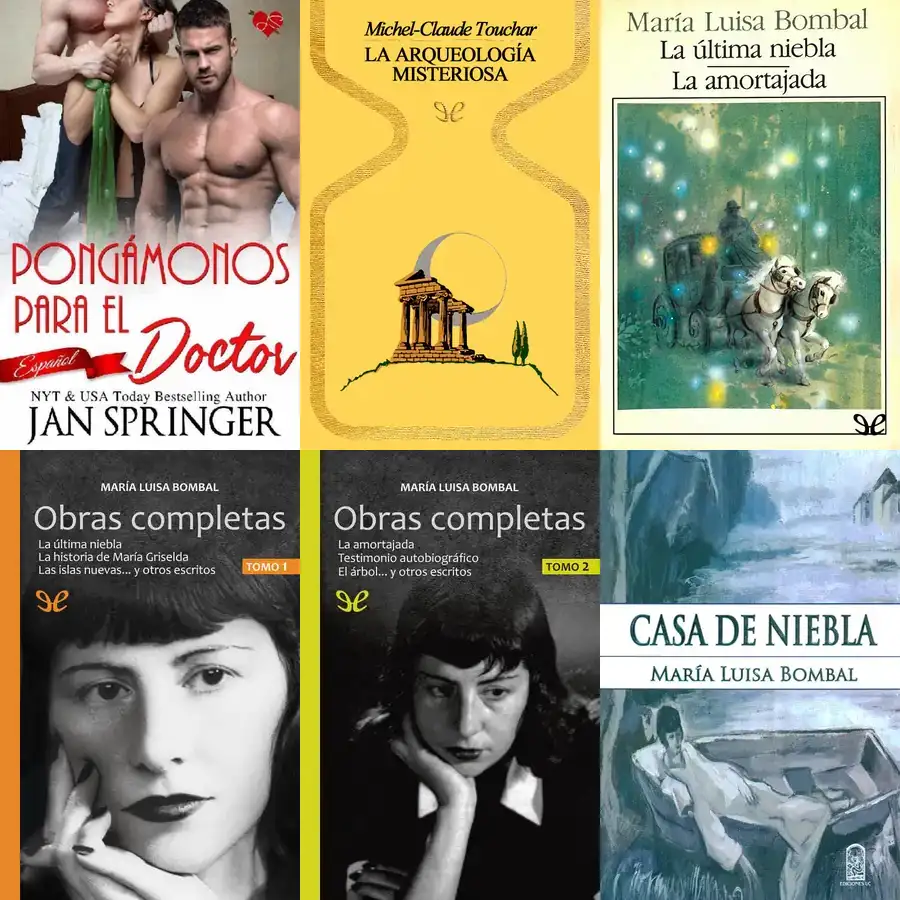 PONGÁMONOS
PARA EL
Doctor
Español
NYT & USA Today Bestselling Author
JAN SPRINGER
Michel-Claude Touchar
LA ARQUEOLOGÍA
MISTERIOSA
María Luisa Bombal
La última niebla
La amortajada
MARÍA LUISA BOMBAL
Obras completas
La última niebla
La historia de María Griselda
Las islas nuevas... y otros escritos
TOMO 1
MARÍA LUISA BOMBAL
Obras completas
La amortajada
Testimonio autobiográfico
El árbol... y otros escritos
TOMO 2
CASA DE NIEBLA
MARÍA LUISA BOMBAL
EDICIONES UC